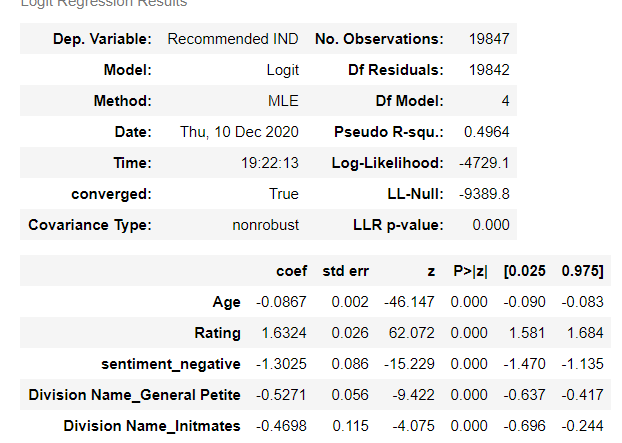 Logit Regression Results
Dep. Variable: Recommended IND No. Observations: 19847
Model: Logit Df Residuals: 19842
Method: MLE Df Model: 4
Date: Thu, 10 Dec 2020 Pseudo R-squ.: 0.4964
Time: 19:22:13 Log-Likelihood: -4729.1
converged: True LL-Null: -9389.8
Covariance Type: nonrobust LLR p-value: 0.000
coef std err z P>|z| [0.025 0.975]
Age -0.0867 0.002 -46.147 0.000 -0.090 -0.083
Rating 1.6324 0.026 62.072 0.000 1.581 1.684
sentiment_negative -1.3025 0.086 -15.229 0.000 -1.470 -1.135
Division Name_General Petite -0.5271 0.056 -9.422 0.000 -0.637 -0.417
Division Name_Initmates -0.4698 0.115 -4.075 0.000 -0.696 -0.244